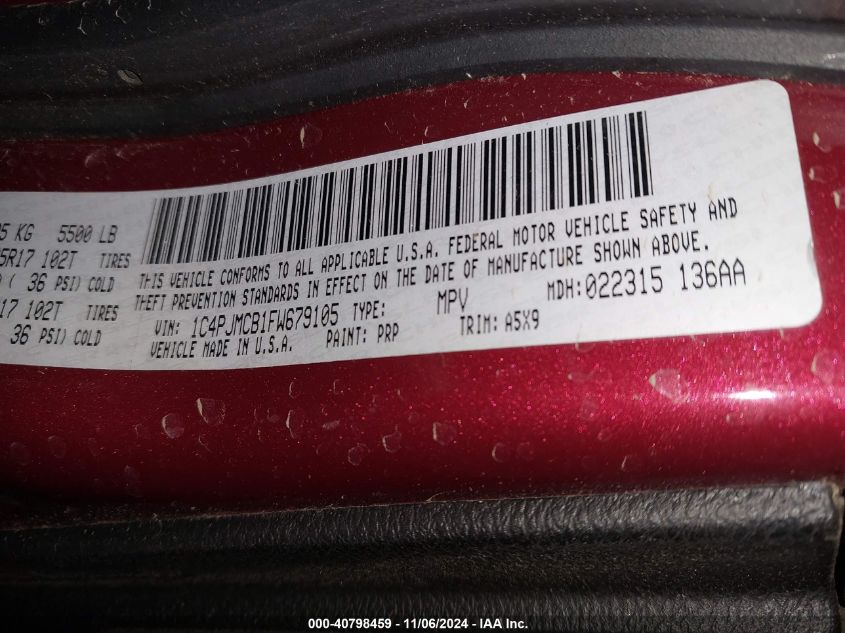 5 KG 5500 LB
5R17 102T TIRES
( 36 PSI) COLD
17 102T TIRES
36 PSI) COLD
THIS VEHICLE CONFORMS TO ALL APPLICABLE U.S.A. FEDERAL MOTOR VEHICLE SAFETY AND
THEFT PREVENTION STANDARDS IN EFFECT ON THE DATE OF MANUFACTURE SHOWN ABOVE.
VIN: 1C4PJMCB1FW679105 TYPE: MPV MDH:022315 136AA
VEHICLE MADE IN U.S.A. PAINT: PRP TRIM: A5X9
000-40798459 - 11/06/2024 - IAA Inc.